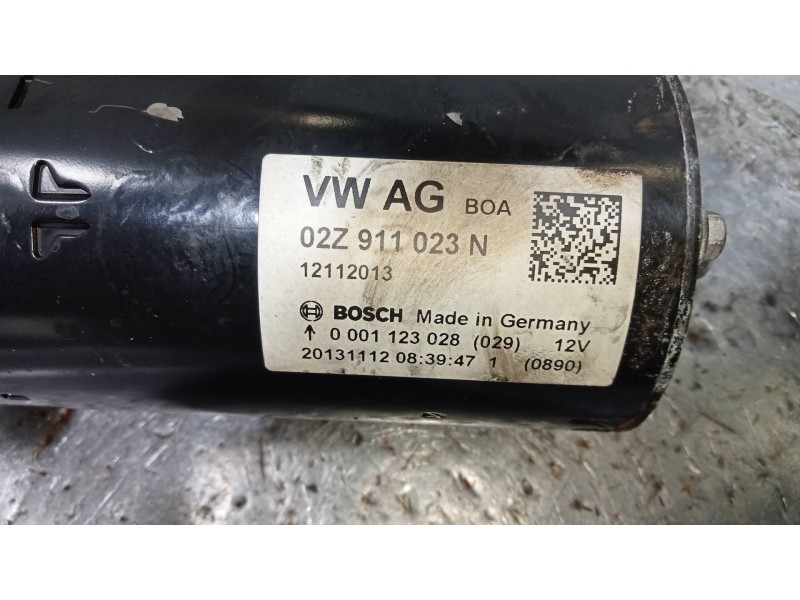 VW AG BOA
02Z 911 023 N
12112013
BOSCH Made in Germany
↑ 0 001 123 028 (029) 12V
20131112 08:39:47 1 (0890)